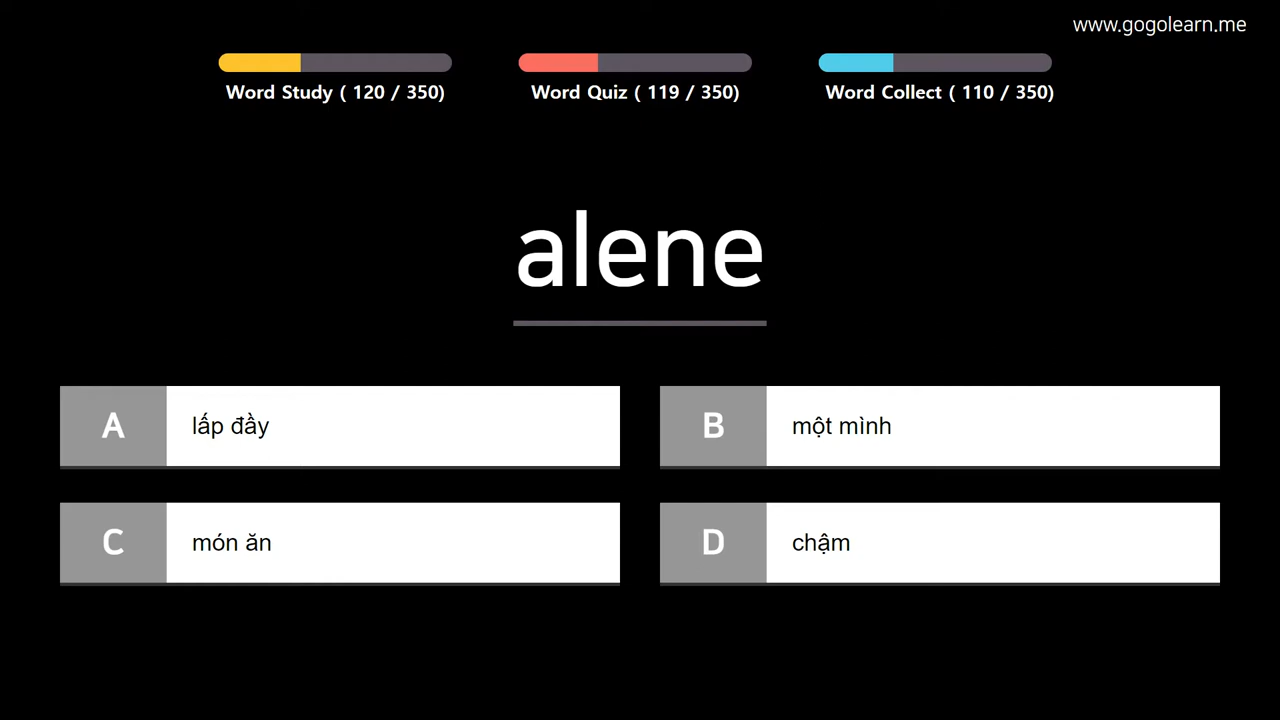 www.gogolearn.me
Word Study ( 120 / 350)
Word Quiz ( 119 / 350)
Word Collect ( 110 / 350)
alene
A lấp đầy
B một mình
C món ăn
D chậm